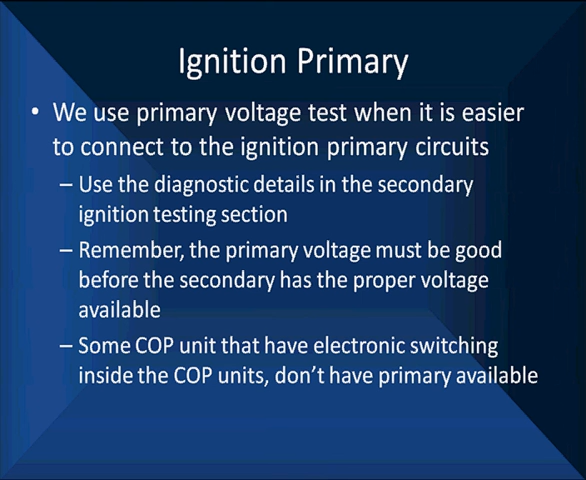 Ignition Primary
• We use primary voltage test when it is easier
to connect to the ignition primary circuits
– Use the diagnostic details in the secondary
ignition testing section
– Remember, the primary voltage must be good
before the secondary has the proper voltage
available
– Some COP unit that have electronic switching
inside the COP units, don’t have primary available